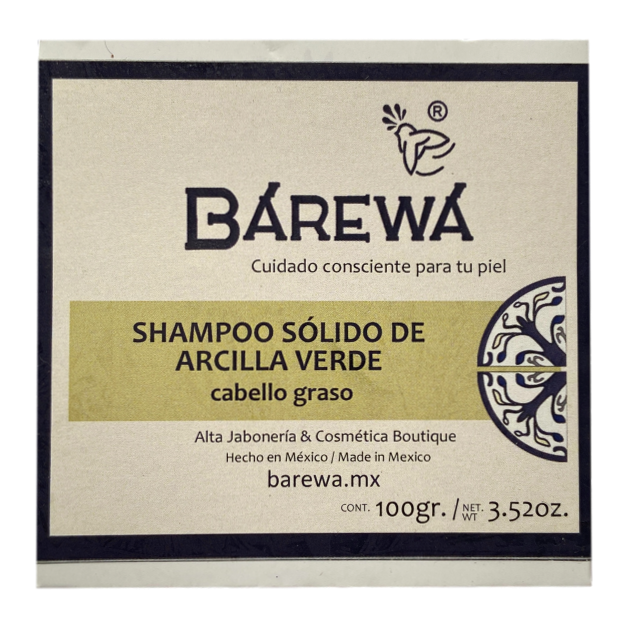 ®
BÁREWÁ
Cuidado consciente para tu piel
SHAMPOO SÓLIDO DE
ARCILLA VERDE
cabello graso
Alta Jabonería & Cosmética Boutique
Hecho en México / Made in Mexico
barewa.mx
CONT. 100gr. / NET. WT 3.52oz.